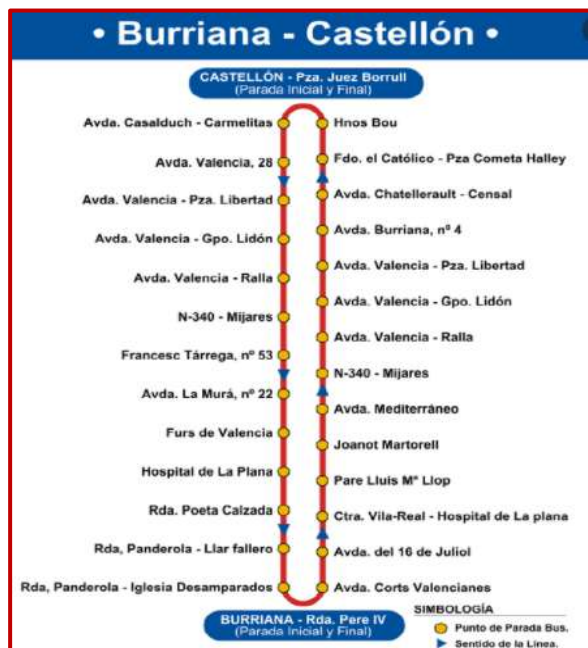 • Burriana - Castellón •
CASTELLÓN - Pza. Juez Borrull
(Parada Inicial y Final)
Avda. Casalduch - Carmelitas
Avda. Valencia, 28
Avda. Valencia - Pza. Libertad
Avda. Valencia - Gpo. Lidón
Avda. Valencia - Ralla
N-340 - Mijares
Francesc Tárrega, nº 53
Avda. La Murá, nº 22
Furs de Valencia
Hospital de La Plana
Rda. Poeta Calzada
Rda, Panderola - Llar fallero
Rda, Panderola - Iglesia Desamparados
Hnos Bou
Fdo. el Católico - Pza Cometa Halley
Avda. Chatellerault - Censal
Avda. Burriana, nº 4
Avda. Valencia - Pza. Libertad
Avda. Valencia - Gpo. Lidón
Avda. Valencia - Ralla
N-340 - Mijares
Avda. Mediterráneo
Joanot Martorell
Pare Lluis Mª Llop
Ctra. Vila-Real - Hospital de La plana
Avda. del 16 de Juliol
Avda. Corts Valencianes
BURRIANA - Rda. Pere IV
(Parada Inicial y Final)
SIMBOLOGÍA
Punto de Parada Bus.
Sentido de la Línea.